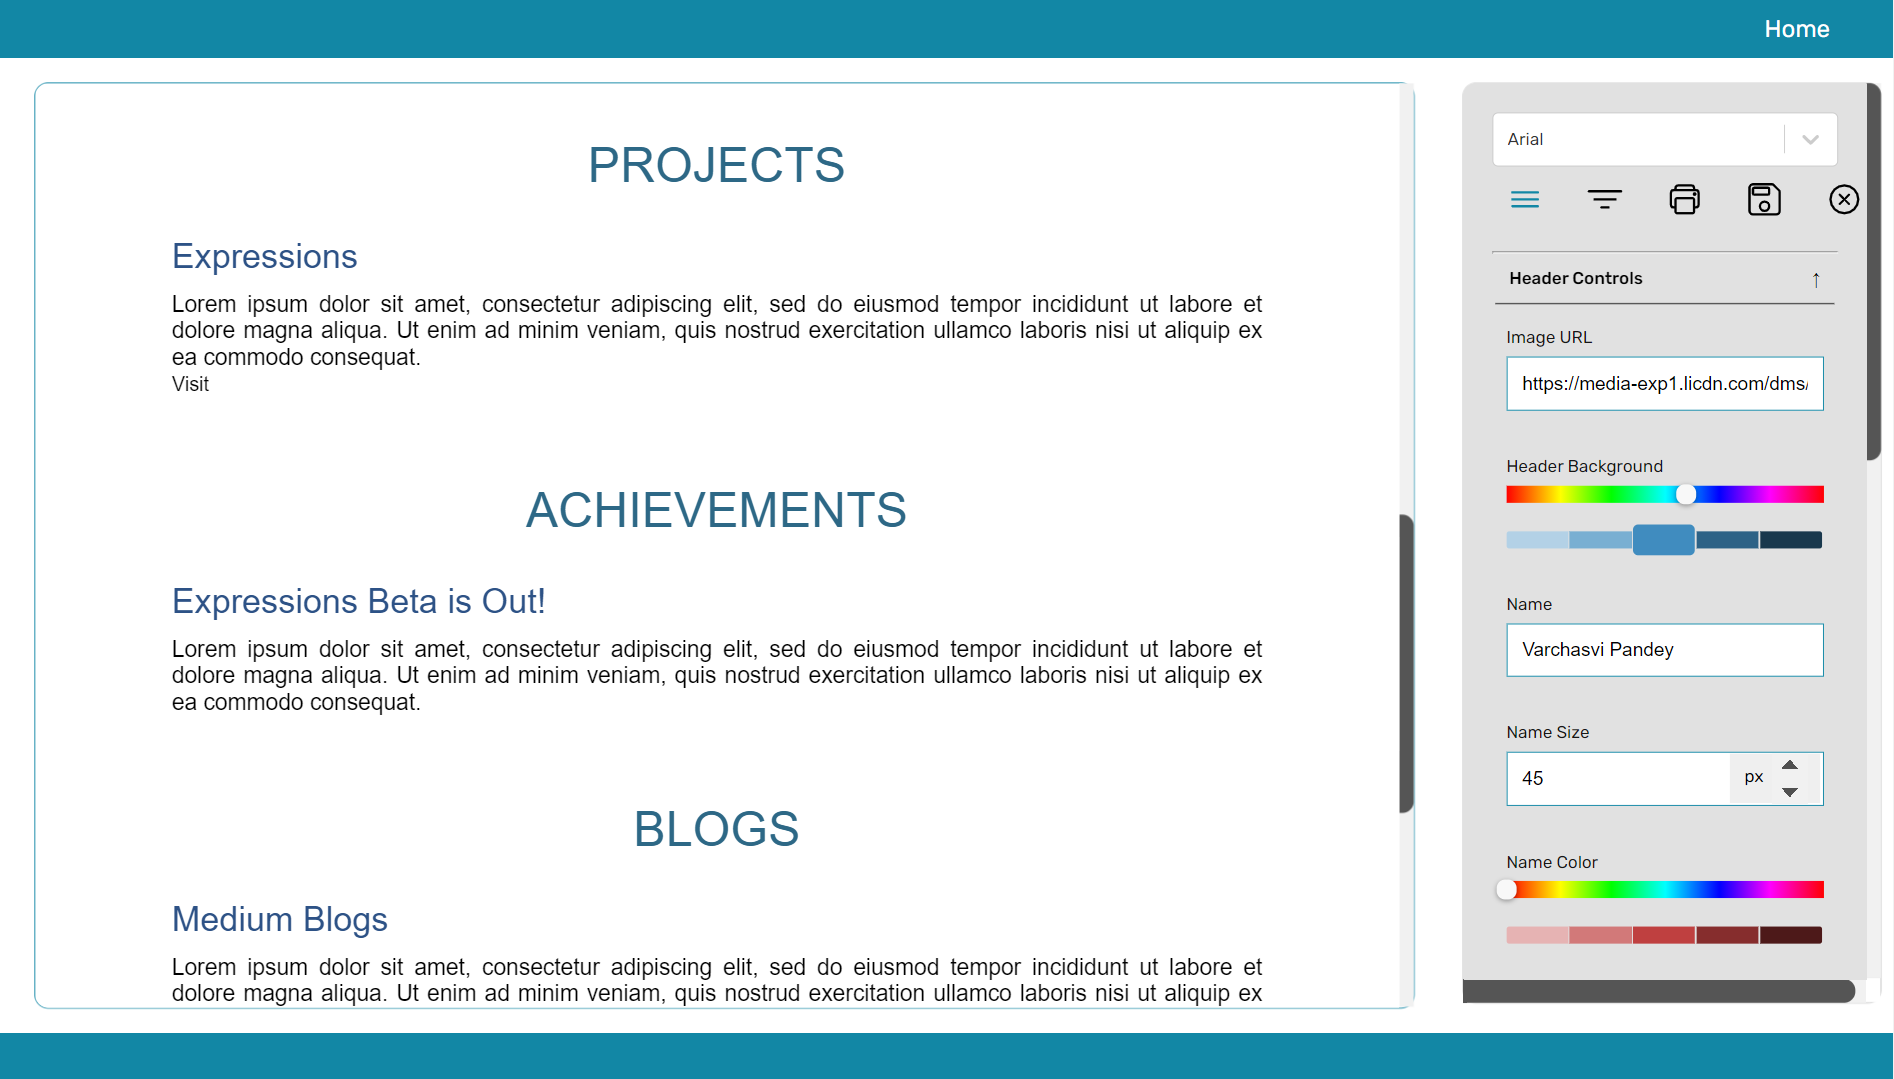 Home
PROJECTS
Expressions
Lorem ipsum dolor sit amet, consectetur adipiscing elit, sed do eiusmod tempor incididunt ut labore et
dolore magna aliqua. Ut enim ad minim veniam, quis nostrud exercitation ullamco laboris nisi ut aliquip ex
ea commodo consequat.
Visit
ACHIEVEMENTS
Expressions Beta is Out!
Lorem ipsum dolor sit amet, consectetur adipiscing elit, sed do eiusmod tempor incididunt ut labore et
dolore magna aliqua. Ut enim ad minim veniam, quis nostrud exercitation ullamco laboris nisi ut aliquip ex
ea commodo consequat.
BLOGS
Medium Blogs
Lorem ipsum dolor sit amet, consectetur adipiscing elit, sed do eiusmod tempor incididunt ut labore et
dolore magna aliqua. Ut enim ad minim veniam, quis nostrud exercitation ullamco laboris nisi ut aliquip ex
Arial
Header Controls ↑
Image URL
https://media-exp1.licdn.com/dms/
Header Background
Name
Varchasvi Pandey
Name Size
45 px
Name Color